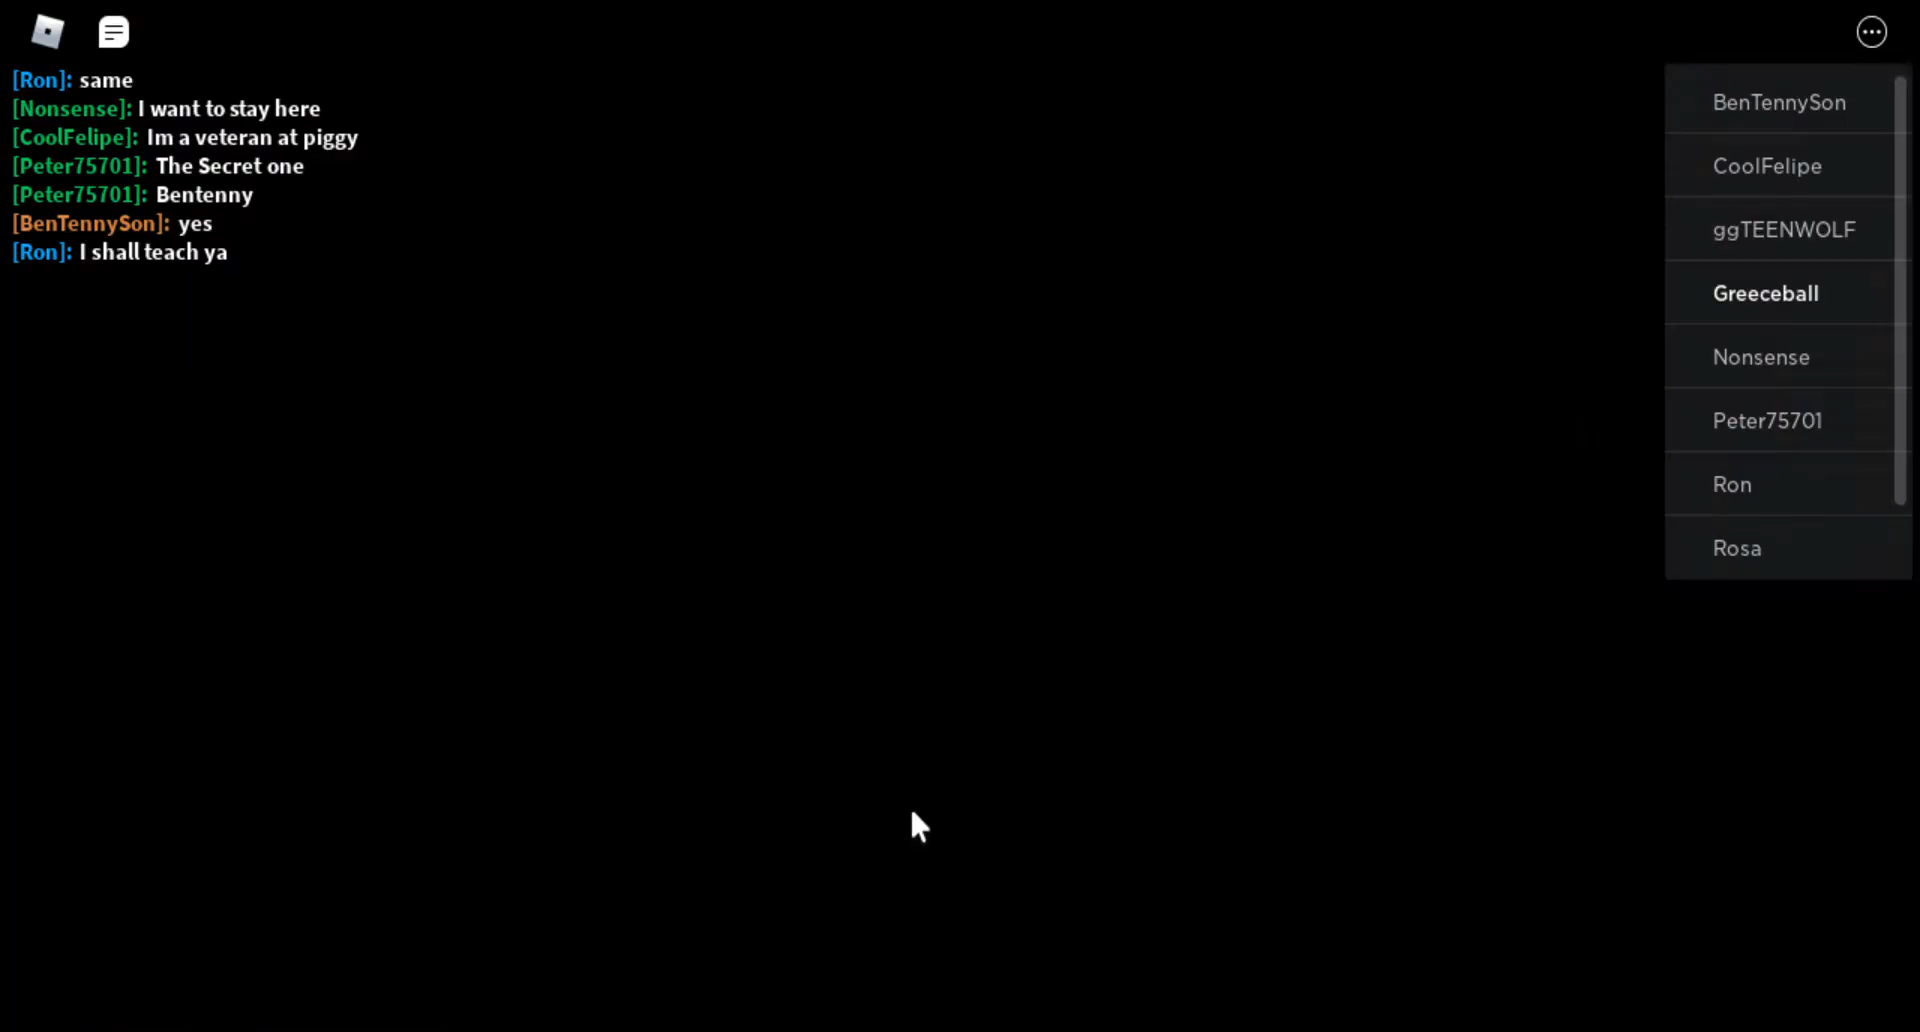 [Ron]: same
[Nonsense]: I want to stay here
[CoolFelipe]: Im a veteran at piggy
[Peter75701]: The Secret one
[Peter75701]: Bentenny
[BenTennySon]: yes
[Ron]: I shall teach ya
BenTennySon
CoolFelipe
ggTEENWOLF
Greeceball
Nonsense
Peter75701
Ron
Rosa